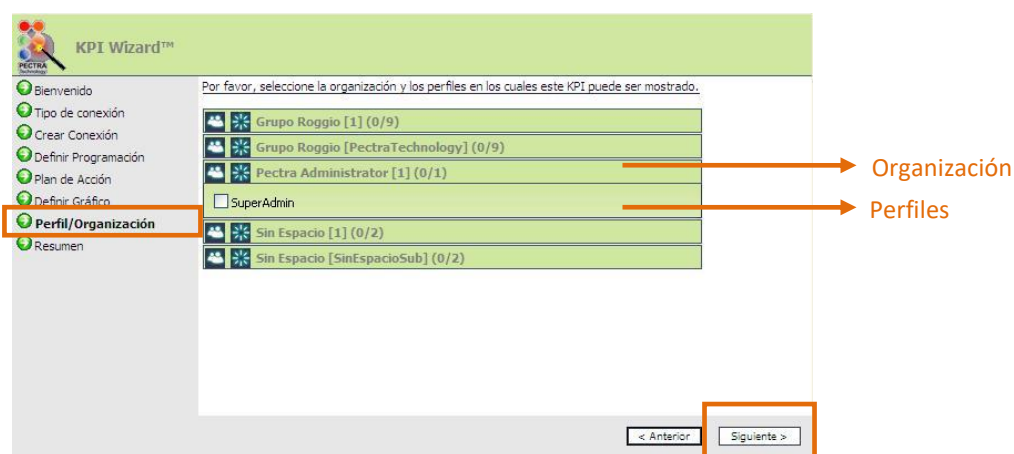 KPI Wizard™
PECTRA
Technology
Bienvenido
Tipo de conexión
Crear Conexión
Definir Programación
Plan de Acción
Definir Gráfico
Perfil/Organización
Resumen
Por favor, seleccione la organización y los perfiles en los cuales este KPI puede ser mostrado.
Grupo Roggio [1] (0/9)
Grupo Roggio [PectraTechnology] (0/9)
Pectra Administrator [1] (0/1)
SuperAdmin
Sin Espacio [1] (0/2)
Sin Espacio [SinEspacioSub] (0/2)
Organización
Perfiles
< Anterior
Siguiente >